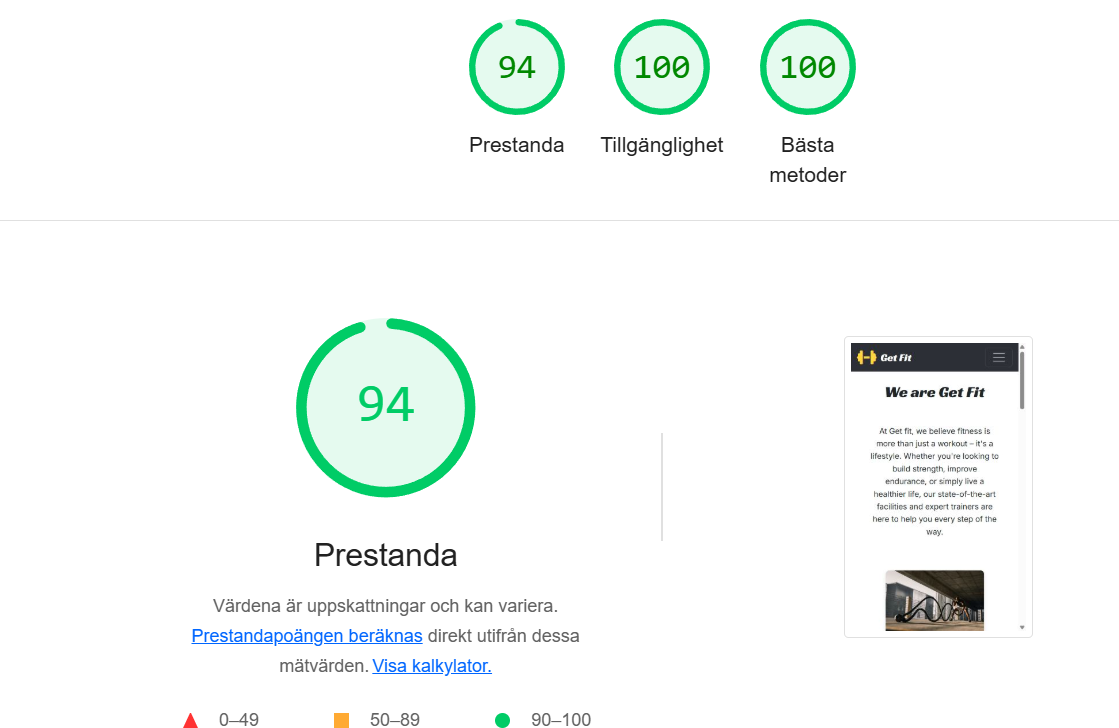 94
100
100
Prestanda
Tillgänglighet
Bästa
metoder
94
Prestanda
Värdena är uppskattningar och kan variera.
Prestandapoängen beräknas direkt utifrån dessa
mätvärden. Visa kalkylator.
0–49
50–89
90–100
Get Fit
We are Get Fit
At Get fit, we believe fitness is
more than just a workout – it's a
lifestyle. Whether you're looking to
build strength, improve
endurance, or simply live a
healthier life, our state-of-the-art
facilities and expert trainers are
here to help you every step of the
way.